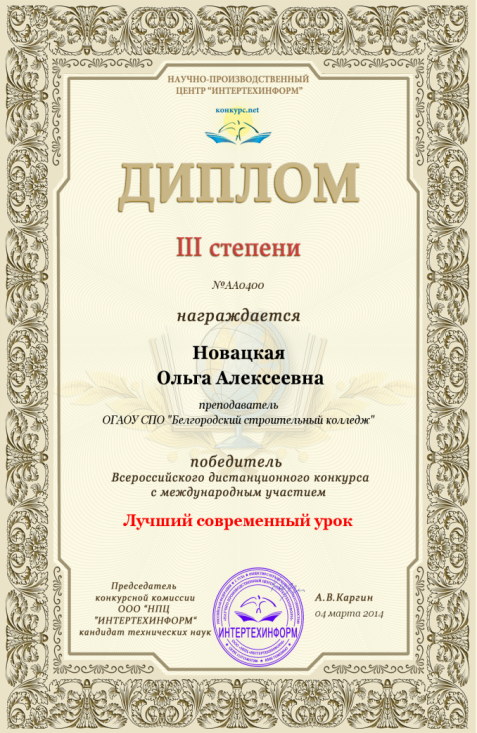 НАУЧНО-ПРОИЗВОДСТВЕННЫЙ
ЦЕНТР "ИНТЕРТЕХИНФОРМ"
конкурс.net
ДИПЛОМ
III степени
№АА0400
награждается
Новацкая
Ольга Алексеевна
преподаватель
ОГАОУ СПО "Белгородский строительный колледж"
победитель
Всероссийского дистанционного конкурса
с международным участием
Лучший современный урок
Председатель
конкурсной комиссии
ООО "НПЦ
"ИНТЕРТЕХИНФОРМ"
кандидат технических наук
ИНТЕРТЕХИНФОРМ
А.В.Каргин
04 марта 2014